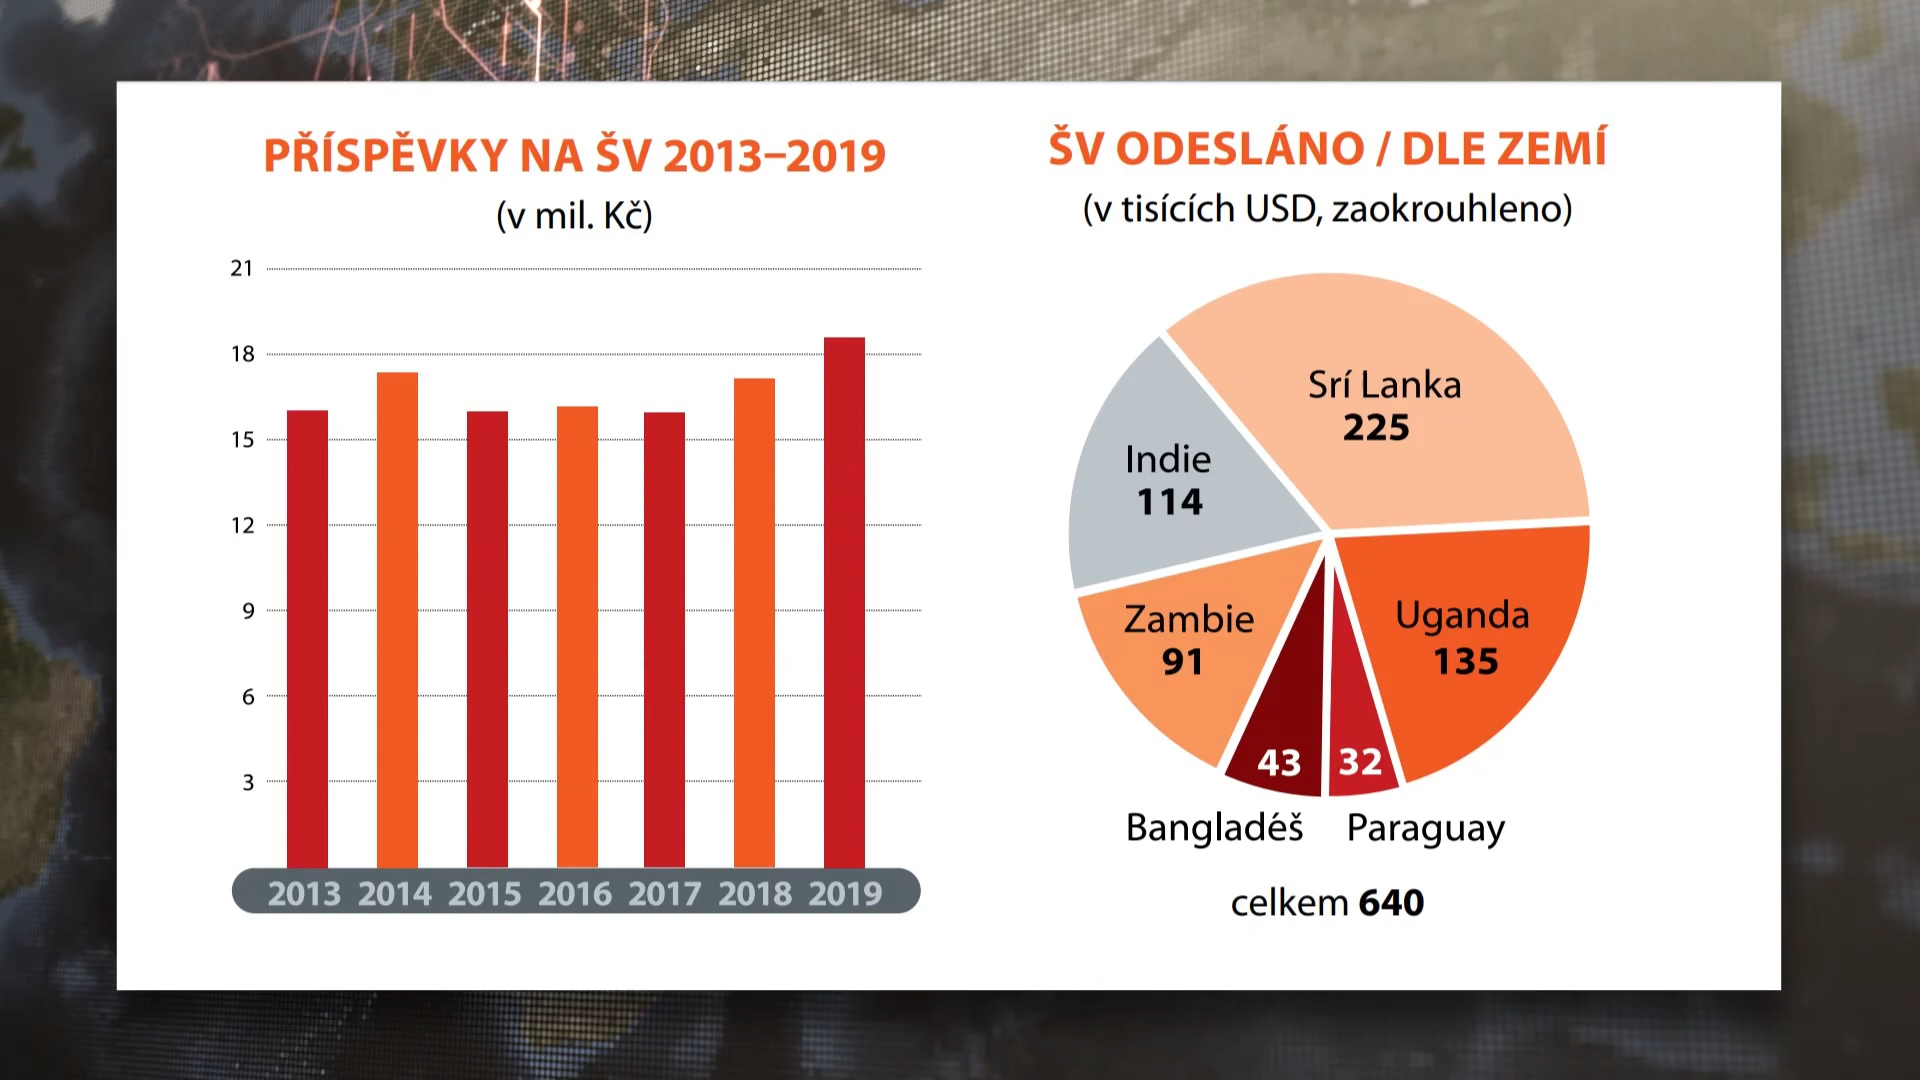 PŘÍSPĚVKY NA ŠV 2013–2019
(v mil. Kč)
21
18
15
12
9
6
3
2013 2014 2015 2016 2017 2018 2019
ŠV ODESLÁNO / DLE ZEMÍ
(v tisících USD, zaokrouhleno)
Srí Lanka
225
Indie
114
Zambie
91
Uganda
135
43
32
Bangladéš
Paraguay
celkem 640